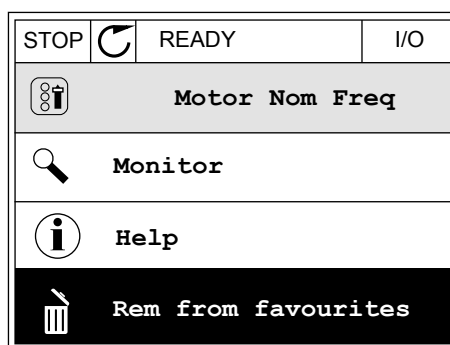 STOP READY I/O
Motor Nom Freq
Monitor
Help
Rem from favourites